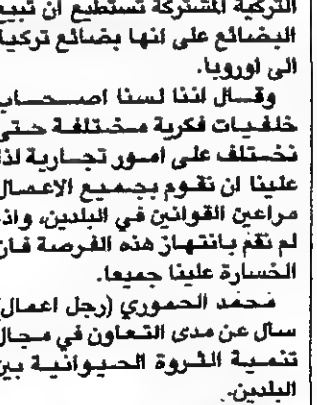 التركية المشتركة تستطيع ان تبيع
البضائع على انها بضائع تركية
الى اوروبا.
وقال اننا لسنا اصحاب
خلفيات فكرية مختلفة حتى
نختلف على امور تجارية لذا
علينا ان نقوم بجميع الاعمال
مراعين القوانين في البلدين، واذا
لم نقم بانتهاز هذه الفرصة فان
الخسارة علينا جميعا.
محمد الحموري (رجل اعمال)
سال عن مدى التعاون في مجال
تنمية الثروة الحيوانية بين
البلدين.